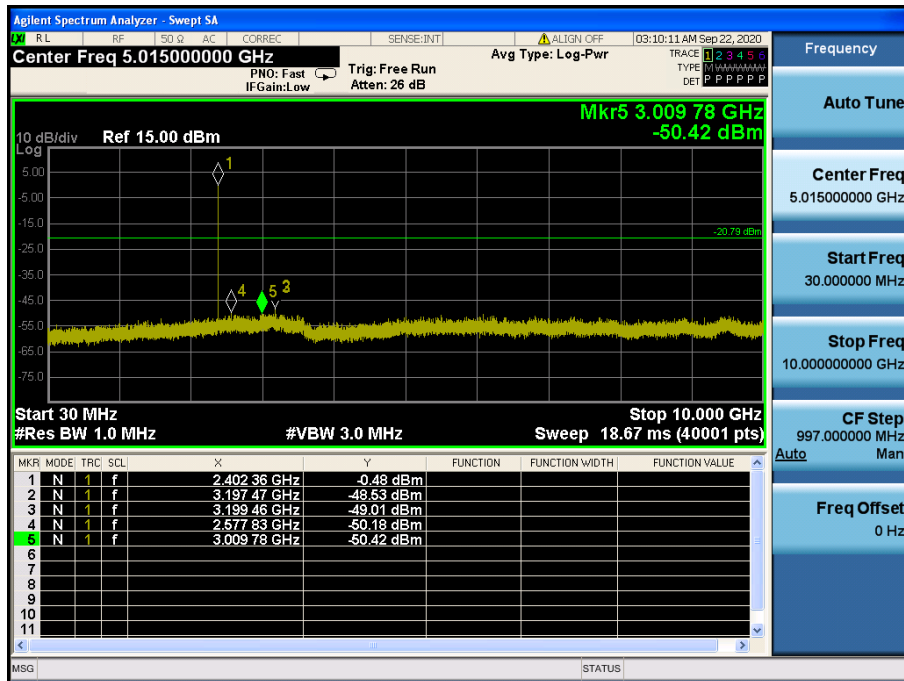 Agilent Spectrum Analyzer - Swept SA
LXI RL RF 50 Ω AC CORREC SENSE:INT ALIGN OFF 03:10:11 AM Sep 22, 2020
Center Freq 5.015000000 GHz
PNO: Fast
IFGain:Low
Trig: Free Run
Atten: 26 dB
Avg Type: Log-Pwr
TRACE 1 2 3 4 5 6
TYPE M WWWWW
DET P P P P P P
Mkr5 3.009 78 GHz
-50.42 dBm
10 dB/div
Log
Ref 15.00 dBm
5.00
-5.00
-15.0
-25.0
-35.0
-45.0
-55.0
-65.0
-75.0
-20.79 dBm
1
4
5
3
Start 30 MHz
Stop 10.000 GHz
#Res BW 1.0 MHz
#VBW 3.0 MHz
Sweep 18.67 ms (40001 pts)
MKR MODE TRC SCL X Y FUNCTION FUNCTION WIDTH FUNCTION VALUE
1 N 1 f 2.402 36 GHz -0.48 dBm
2 N 1 f 3.197 47 GHz -48.53 dBm
3 N 1 f 3.199 46 GHz -49.01 dBm
4 N 1 f 2.577 83 GHz -50.18 dBm
5 N 1 f 3.009 78 GHz -50.42 dBm
6
7
8
9
10
11
MSG
STATUS
Frequency
Auto Tune
Center Freq
5.015000000 GHz
Start Freq
30.000000 MHz
Stop Freq
10.000000000 GHz
CF Step
997.000000 MHz
Auto Man
Freq Offset
0 Hz